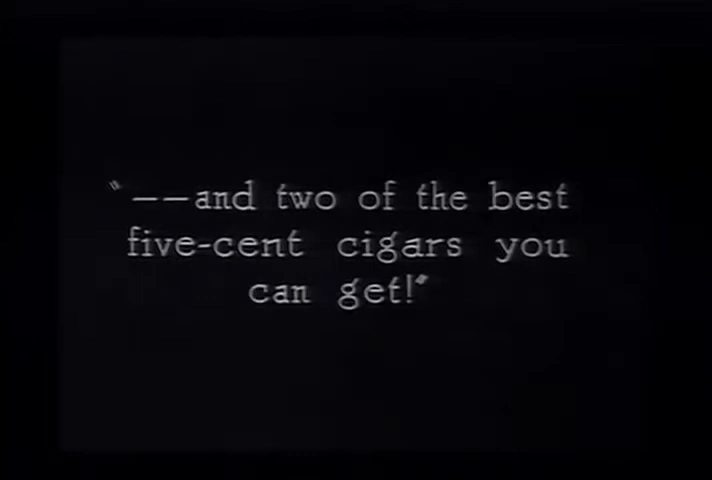 "——and two of the best
five-cent cigars you
can get!"